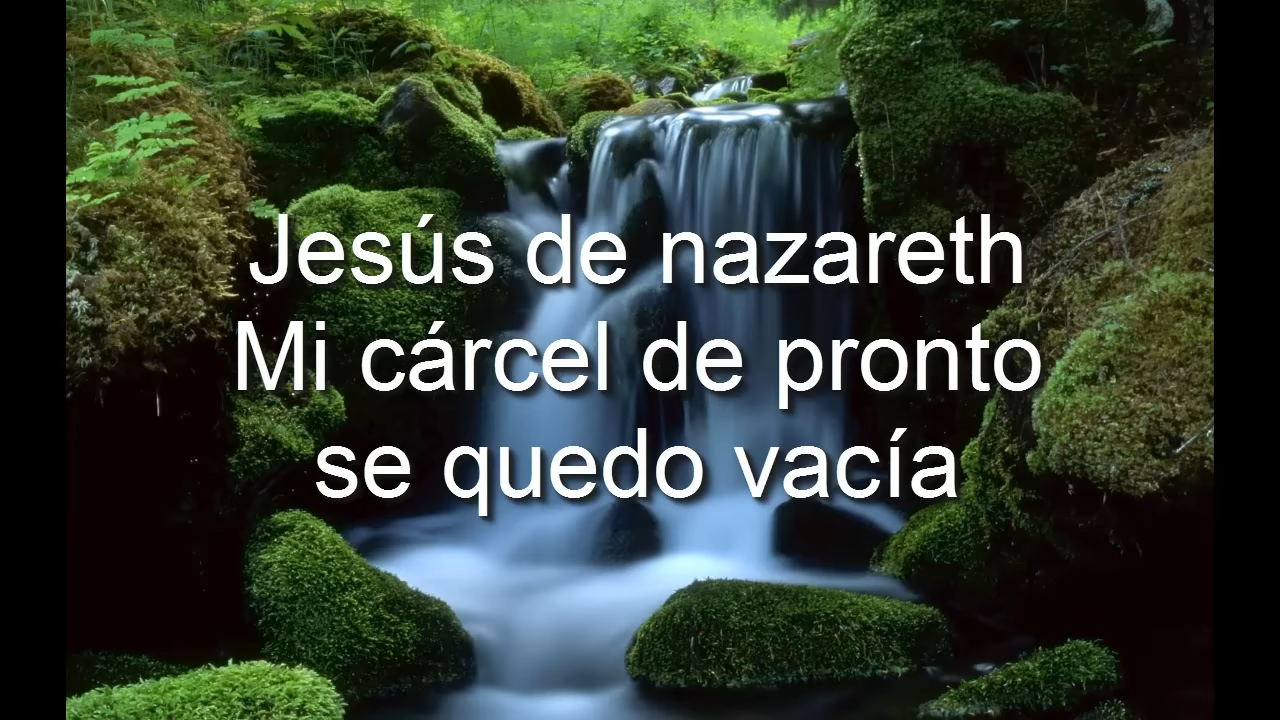 Jesús de nazareth
Mi cárcel de pronto
se quedo vacía